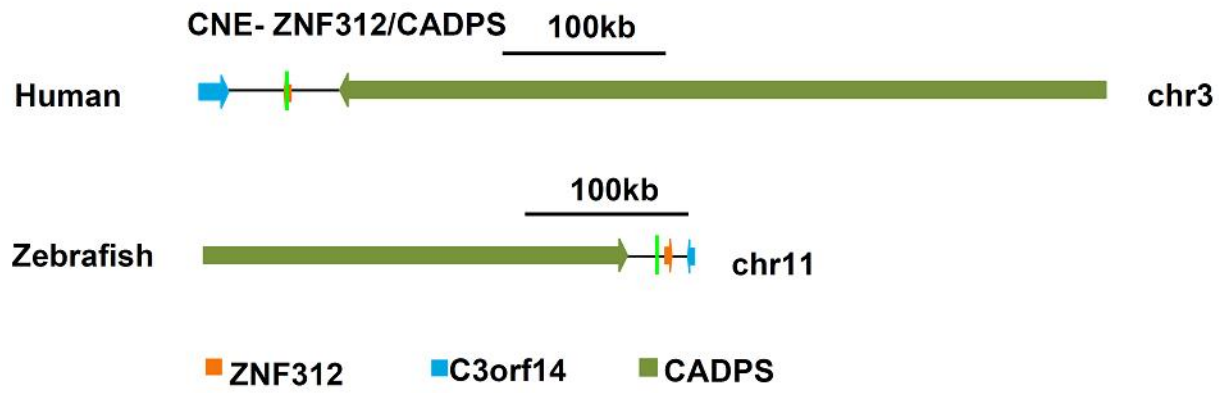 CNE- ZNF312/CADPS
100kb
Human
chr3
100kb
Zebrafish
chr11
ZNF312
C3orf14
CADPS